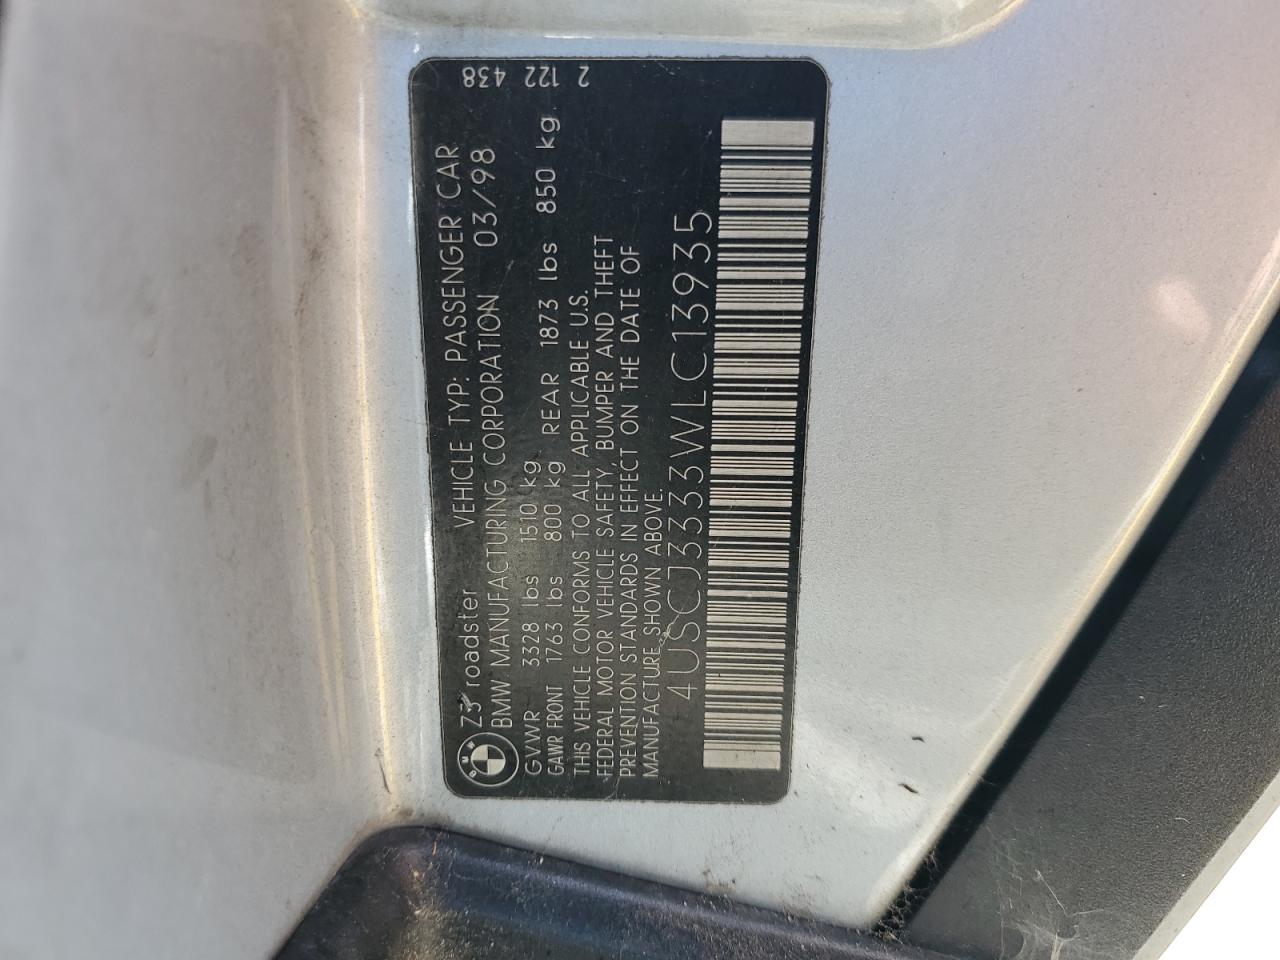 BMW
Z3 roadster VEHICLE TYP: PASSENGER CAR
BMW MANUFACTURING CORPORATION 03/98
GVWR 3328 lbs 1510 kg
GAWR FRONT 1763 lbs 800 kg REAR 1873 lbs 850 kg
THIS VEHICLE CONFORMS TO ALL APPLICABLE U.S.
FEDERAL MOTOR VEHICLE SAFETY, BUMPER AND THEFT
PREVENTION STANDARDS IN EFFECT ON THE DATE OF
MANUFACTURE SHOWN ABOVE.
4USCJ3333WLC13935
2 122 438